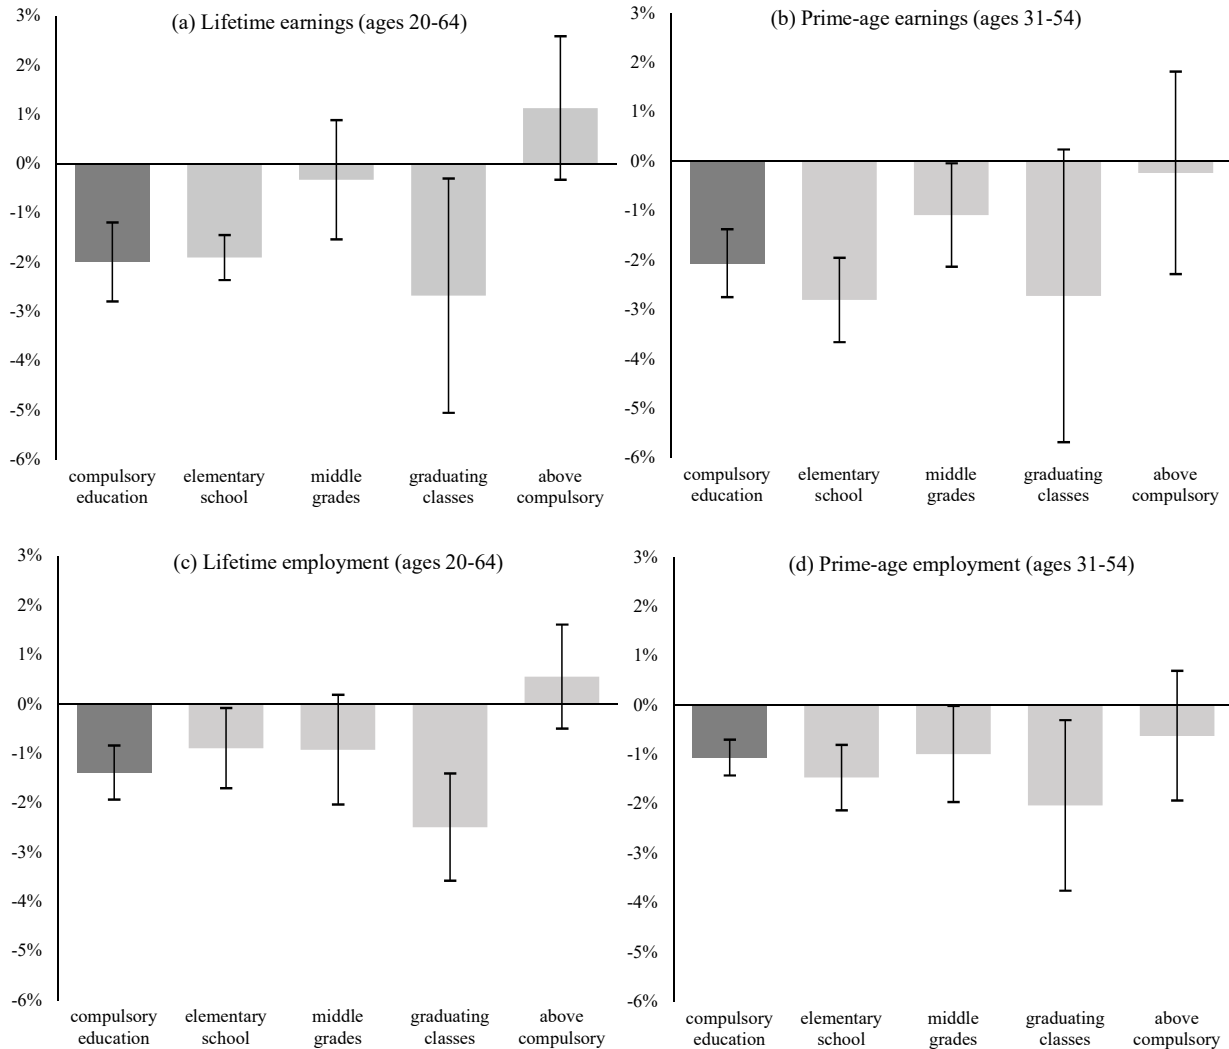 (a) Lifetime earnings (ages 20-64)
3%
2%
1%
0%
-1%
-2%
-3%
-4%
-5%
-6%
compulsory education
elementary school
middle grades
graduating classes
above compulsory
(b) Prime-age earnings (ages 31-54)
3%
2%
1%
0%
-1%
-2%
-3%
-4%
-5%
-6%
compulsory education
elementary school
middle grades
graduating classes
above compulsory
(c) Lifetime employment (ages 20-64)
3%
2%
1%
0%
-1%
-2%
-3%
-4%
-5%
-6%
compulsory education
elementary school
middle grades
graduating classes
above compulsory
(d) Prime-age employment (ages 31-54)
3%
2%
1%
0%
-1%
-2%
-3%
-4%
-5%
-6%
compulsory education
elementary school
middle grades
graduating classes
above compulsory